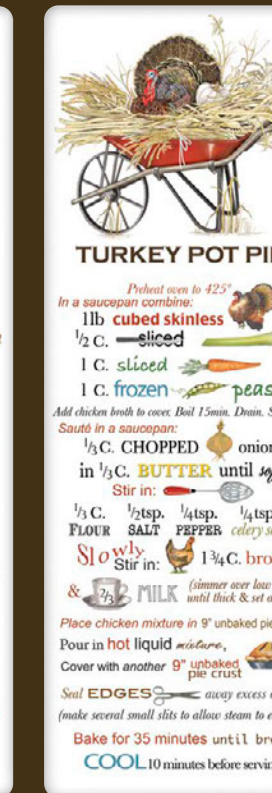 TURKEY POT PI
Preheat oven to 425°
In a saucepan combine:
1lb cubed skinless
1/2 C. sliced
1 C. sliced
1 C. frozen peas
Add chicken broth to cover. Boil 15min. Drain. S
Sauté in a saucepan:
1/3 C. CHOPPED onion
in 1/3 C. BUTTER until so
Stir in:
1/3 C. 1/2tsp. 1/4tsp. 1/4tsp
FLOUR SALT PEPPER celery s
Slowly Stir in: 1 3/4 C. bro
& 2/3 MILK (simmer over low
until thick & set a
Place chicken mixture in 9" unbaked pie
Pour in hot liquid mixture,
Cover with another 9" unbaked
pie crust
Seal EDGES away excess
(make several small slits to allow steam to e
Bake for 35 minutes until bro
COOL 10 minutes before servin